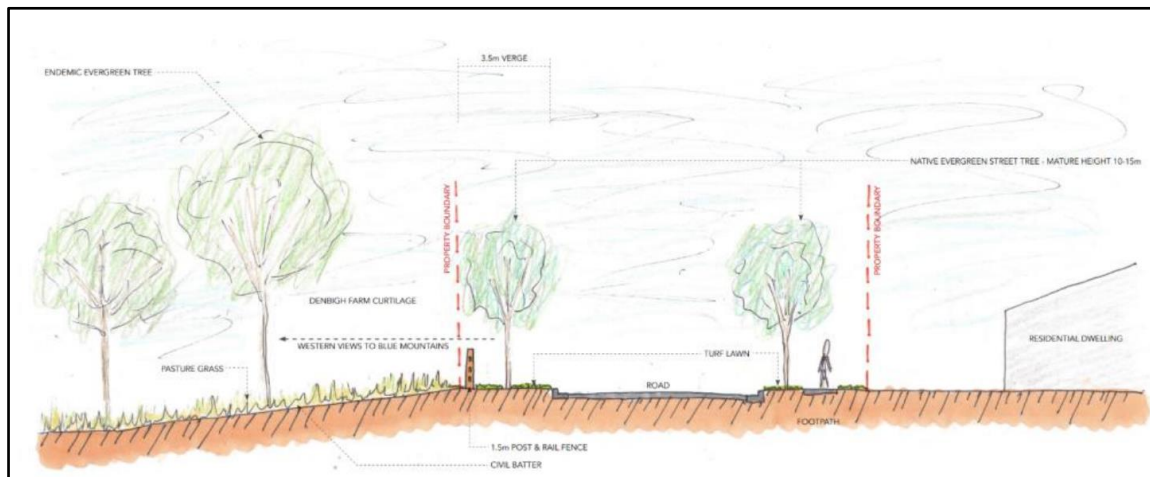 3.5m VERGE
ENDEMIC EVERGREEN TREE
NATIVE EVERGREEN STREET TREE - MATURE HEIGHT 10-15m
PROPERTY BOUNDARY
PROPERTY BOUNDARY
DENBIGH FARM CURTILAGE
WESTERN VIEWS TO BLUE MOUNTAINS
RESIDENTIAL DWELLING
PASTURE GRASS
TURF LAWN
ROAD
FOOTPATH
1.5m POST & RAIL FENCE
CIVIL BATTER